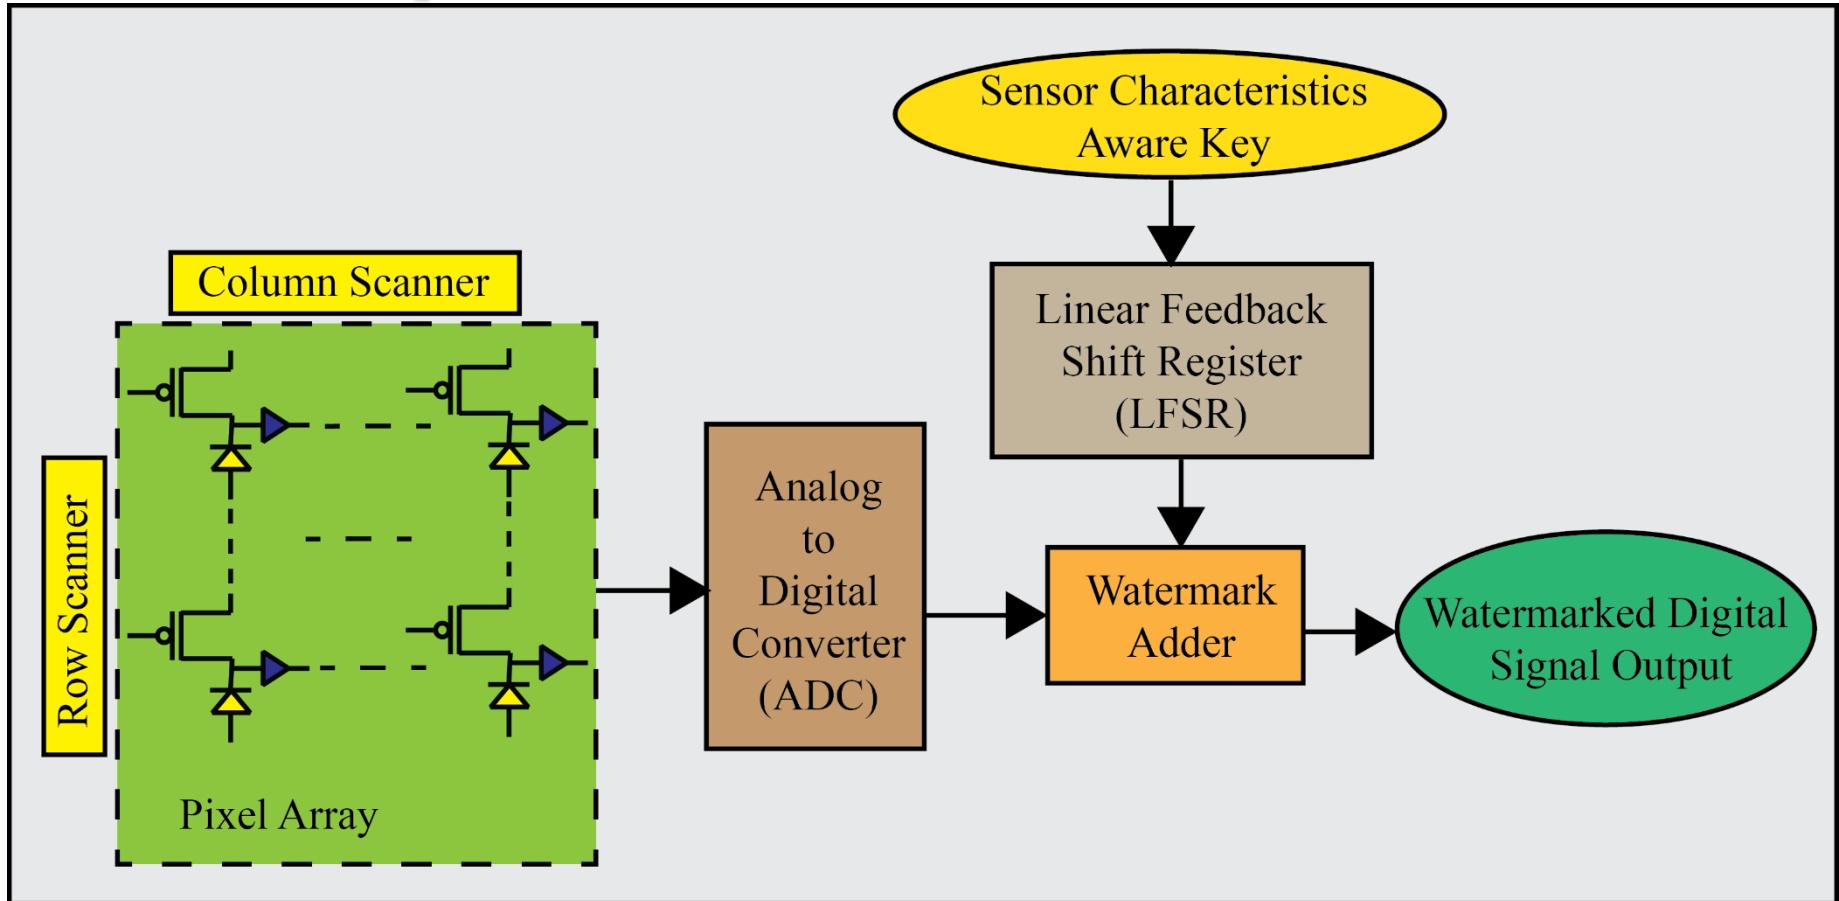 Sensor Characteristics
Aware Key
Column Scanner
Linear Feedback
Shift Register
(LFSR)
Row Scanner
Analog
to
Digital
Converter
(ADC)
Watermark
Adder
Watermarked Digital
Signal Output
Pixel Array